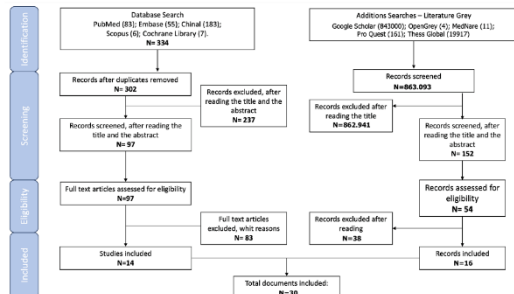 Identification
Database Search
PubMed (83); Embase (55); Chinal (183);
Scopus (6); Cochrane Library (7).
N= 334
Additions Searches – Literature Grey
Google Scholar (843000); OpenGrey (4); MedNare (11);
Pro Quest (161); Thess Global (19917)
Screening
Records after duplicates removed
N= 302
Records excluded, after
reading the title and the
abstract
N= 237
Records screened, after reading
the title and the abstract
N= 97
Records screened
N=863.093
Records excluded after
reading the title
N=862.941
Records screened, after
reading the title and the
abstract
N= 152
Eligibility
Full text articles assessed for eligibility
N=97
Full text articles
excluded, whit reasons
N= 83
Records assessed for
eligibility
N= 54
Records excluded after
reading
N=38
Included
Studies included
N=14
Records included
N=16
Total documents included:
N=30